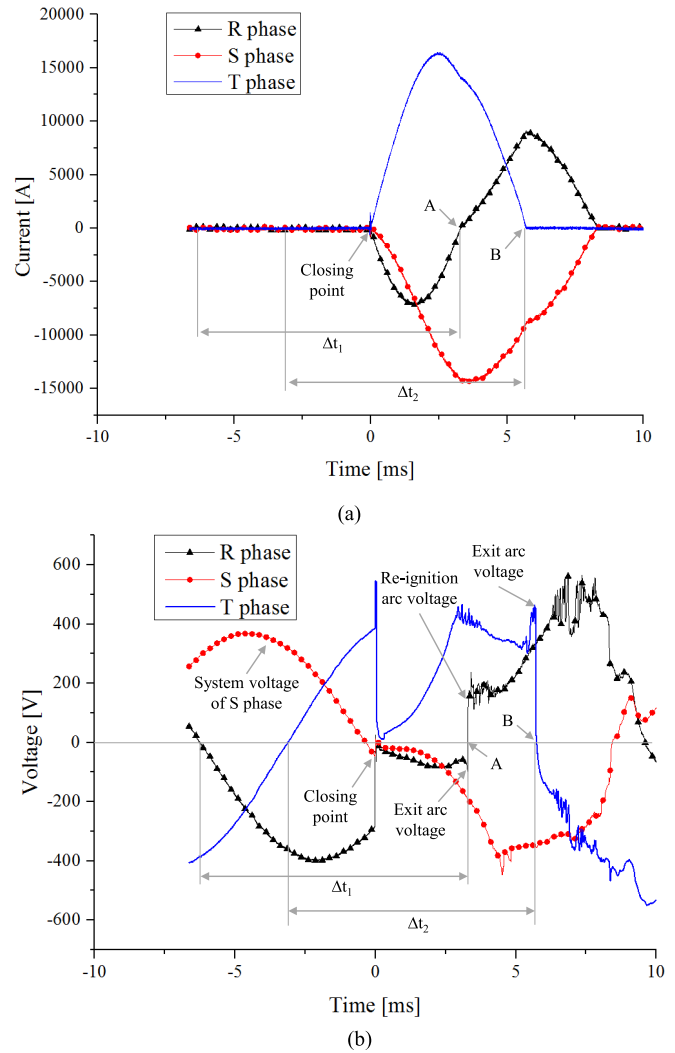 R phase
S phase
T phase
20000
15000
10000
5000
0
-5000
-10000
-15000
Current [A]
A
B
Closing
point
Δt1
Δt2
-10
-5
0
5
10
Time [ms]
(a)
R phase
S phase
T phase
Exit arc
voltage
Re-ignition
arc voltage
600
400
200
0
-200
-400
-600
Voltage [V]
System voltage
of S phase
B
A
Closing
point
Exit arc
voltage
Δt1
Δt2
-10
-5
0
5
10
Time [ms]
(b)